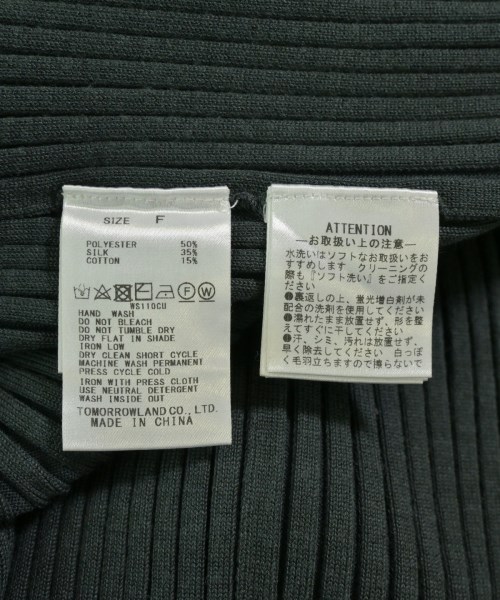 SIZE F
POLYESTER 50%
SILK 35%
COTTON 15%
WS110CU
HAND WASH
DO NOT BLEACH
DO NOT TUMBLE DRY
DRY FLAT IN SHADE
IRON LOW
DRY CLEAN SHORT CYCLE
MACHINE WASH PERMANENT
PRESS CYCLE COLD
IRON WITH PRESS CLOTH
USE NEUTRAL DETERGENT
WASH INSIDE OUT
TOMORROWLAND CO., LTD.
MADE IN CHINA
ATTENTION
—お取扱い上の注意—
水洗いはソフトなお取扱いをお
すすめします クリーニングの
際も『ソフト洗い』をご指定く
ださい
●裏返しの上、蛍光増白剤が未
配合の洗剤を使用してください
●濡れたまま放置せず、形を整
えてすぐに干してください
●汗、シミ、汚れは放置せず、
早く除去してください 白っぽ
く毛羽立ちますので擦らないで